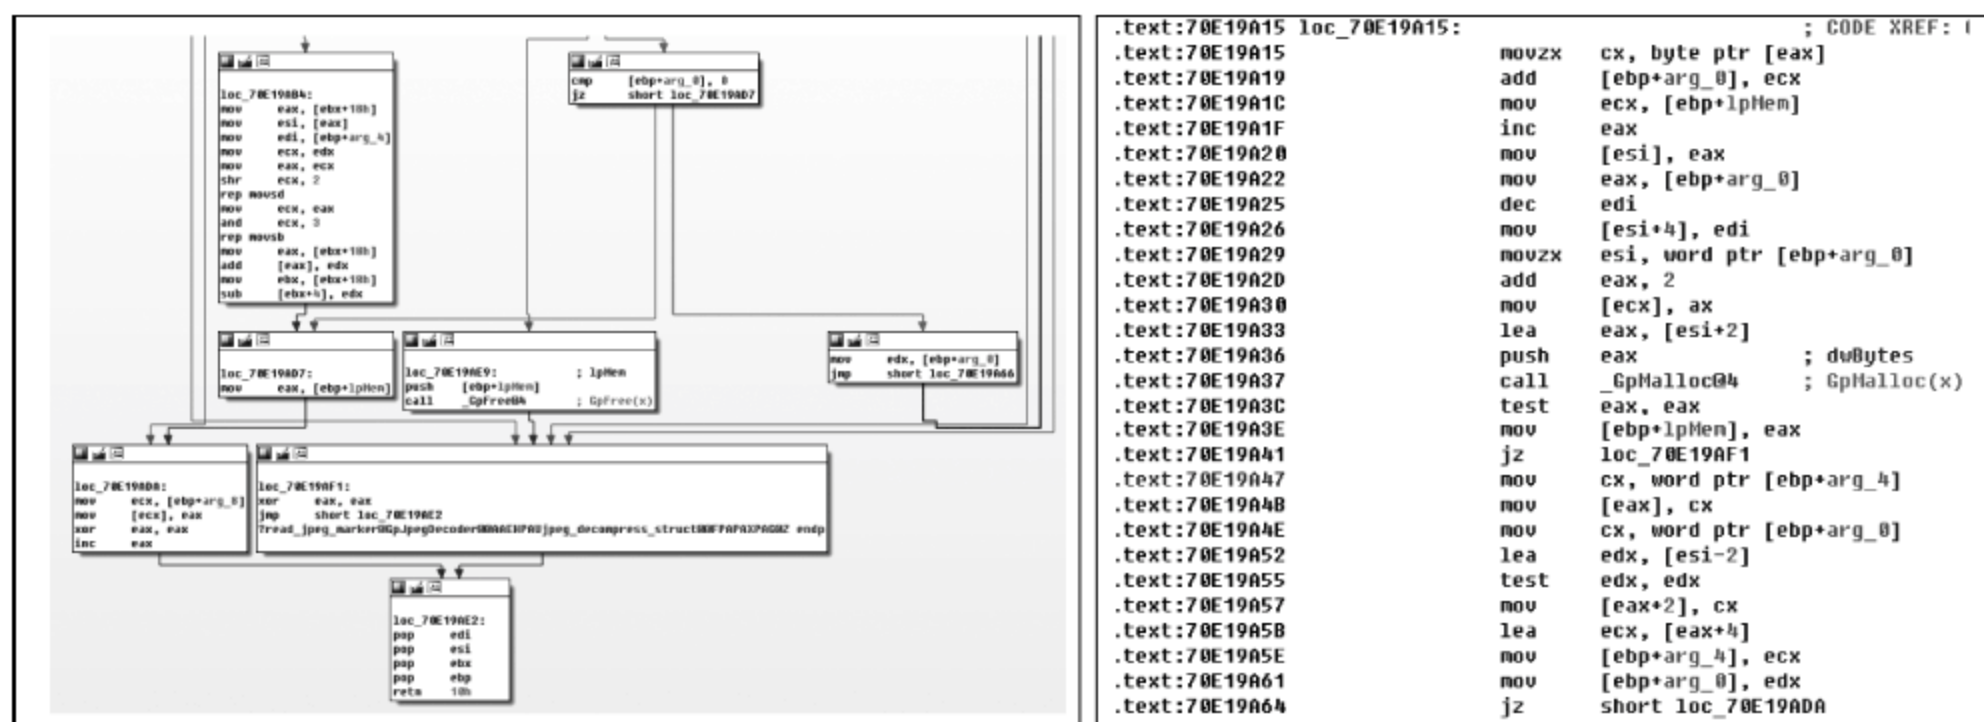 loc_70E19AB4:
mov eax, [ebx+10h]
mov esi, [eax]
mov edi, [ebp+arg_4]
mov ecx, edx
mov eax, ecx
shr ecx, 2
rep movsd
mov ecx, eax
and ecx, 3
rep movsb
mov eax, [ebx+10h]
add [eax], edx
mov ebx, [ebx+10h]
sub [ebx+4], edx
cmp [ebp+arg_0], 0
jz short loc_70E19AD7
loc_70E19AD7:
mov eax, [ebp+lpMem]
loc_70E19AE9: ; lpMem
push [ebp+lpMem]
call _GpFree@4 ; GpFree(x)
mov edx, [ebp+arg_0]
jmp short loc_70E19A66
loc_70E19ADA:
mov ecx, [ebp+arg_8]
mov [ecx], eax
xor eax, eax
inc eax
loc_70E19AF1:
xor eax, eax
jmp short loc_70E19AE2
endp
loc_70E19AE2:
pop edi
pop esi
pop ebx
pop ebp
retn 10h
.text:70E19A15 loc_70E19A15: ; CODE XREF:
.text:70E19A15 movzx cx, byte ptr [eax]
.text:70E19A19 add [ebp+arg_0], ecx
.text:70E19A1C mov ecx, [ebp+lpMem]
.text:70E19A1F inc eax
.text:70E19A20 mov [esi], eax
.text:70E19A22 mov eax, [ebp+arg_0]
.text:70E19A25 dec edi
.text:70E19A26 mov [esi+4], edi
.text:70E19A29 movzx esi, word ptr [ebp+arg_0]
.text:70E19A2D add eax, 2
.text:70E19A30 mov [ecx], ax
.text:70E19A33 lea eax, [esi+2]
.text:70E19A36 push eax ; dwBytes
.text:70E19A37 call _GpMalloc@4 ; GpMalloc(x)
.text:70E19A3C test eax, eax
.text:70E19A3E mov [ebp+lpMem], eax
.text:70E19A41 jz loc_70E19AF1
.text:70E19A47 mov cx, word ptr [ebp+arg_4]
.text:70E19A4B mov [eax], cx
.text:70E19A4E mov cx, word ptr [ebp+arg_0]
.text:70E19A52 lea edx, [esi-2]
.text:70E19A55 test edx, edx
.text:70E19A57 mov [eax+2], cx
.text:70E19A5B lea ecx, [eax+4]
.text:70E19A5E mov [ebp+arg_4], ecx
.text:70E19A61 mov [ebp+arg_0], edx
.text:70E19A64 jz short loc_70E19ADA